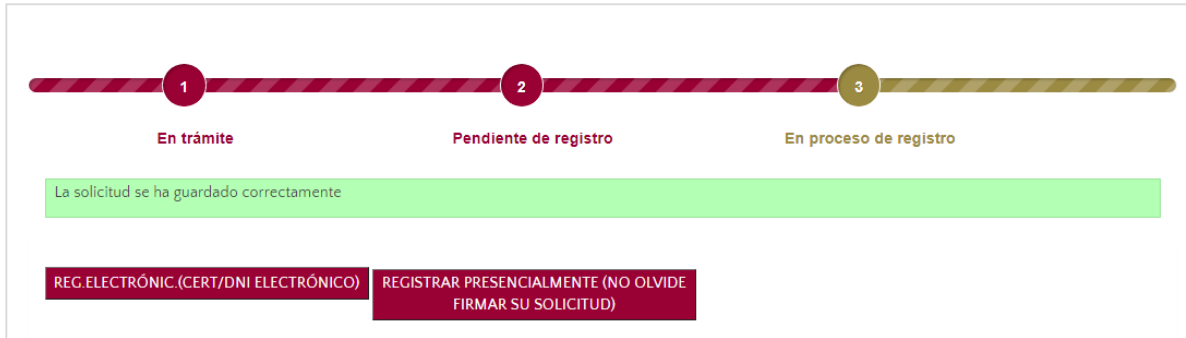 1
2
3
En trámite
Pendiente de registro
En proceso de registro
La solicitud se ha guardado correctamente
REG.ELECTRÓNIC.(CERT/DNI ELECTRÓNICO)
REGISTRAR PRESENCIALMENTE (NO OLVIDE
FIRMAR SU SOLICITUD)